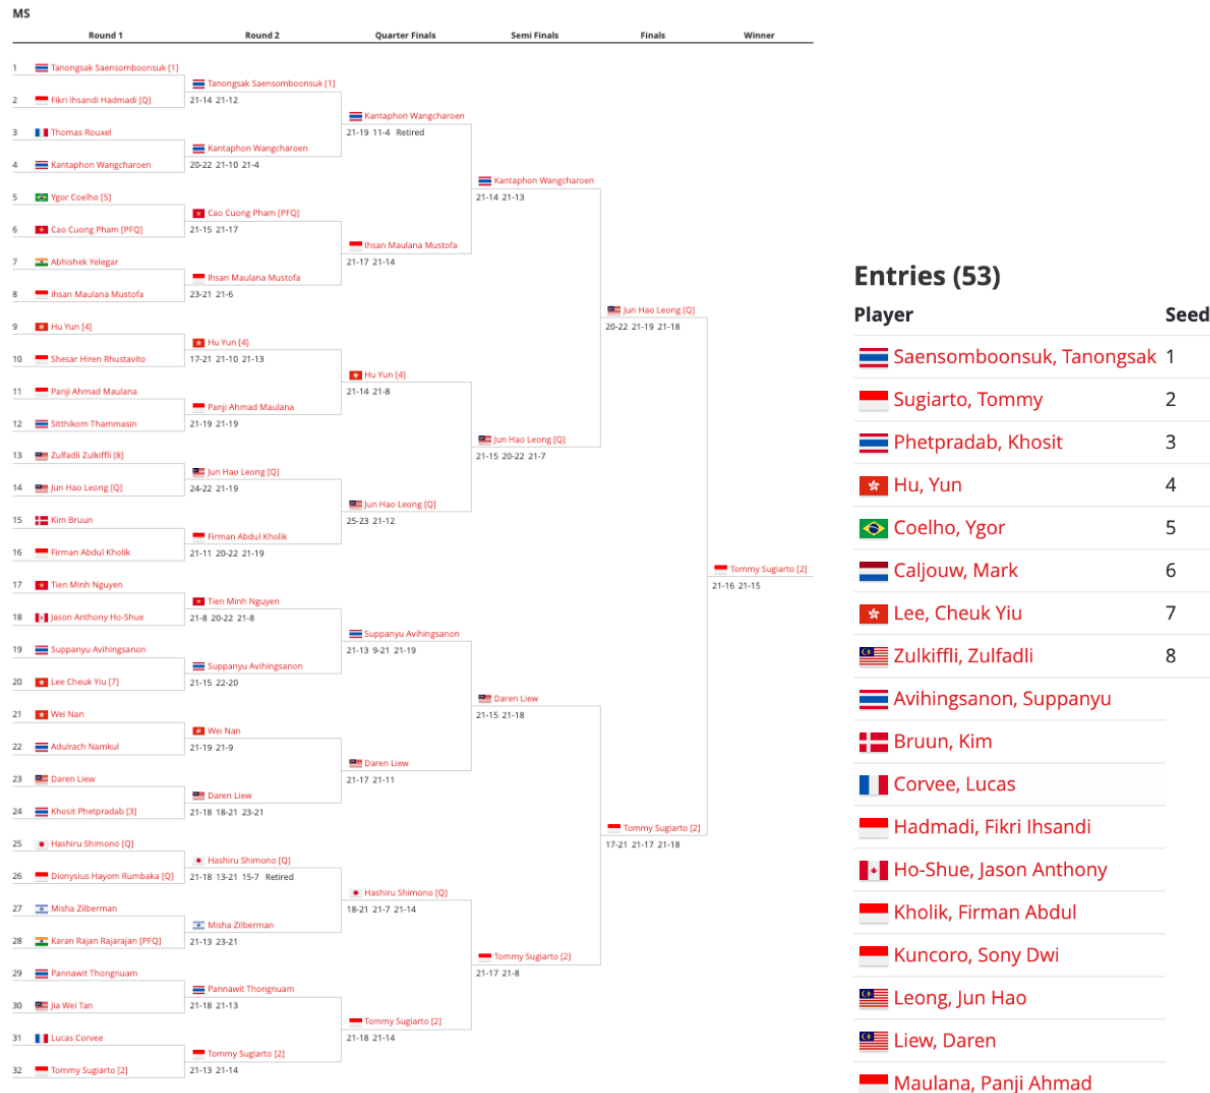 MS
Round 1 Round 2 Quarter Finals Semi Finals Finals Winner
1 Tanongsak Saensomboonsuk [1]
Tanongsak Saensomboonsuk [1]
2 Fikri Ihsandi Hadmadi [Q]
21-14 21-12
Kantaphon Wangcharoen
3 Thomas Rouxel
21-19 11-4 Retired
Kantaphon Wangcharoen
4 Kantaphon Wangcharoen
20-22 21-10 21-4
Kantaphon Wangcharoen
5 Ygor Coelho [5]
21-14 21-13
Cao Cuong Pham [PFQ]
6 Cao Cuong Pham [PFQ]
21-15 21-17
Ihsan Maulana Mustofa
7 Abhishek Yelegar
21-17 21-14
Ihsan Maulana Mustofa
8 Ihsan Maulana Mustofa
23-21 21-6
Jun Hao Leong [Q]
9 Hu Yun [4]
20-22 21-19 21-18
Hu Yun [4]
10 Shesar Hiren Rhustavito
17-21 21-10 21-13
Hu Yun [4]
11 Panji Ahmad Maulana
21-14 21-8
Panji Ahmad Maulana
12 Sitthikom Thammasin
21-19 21-19
Jun Hao Leong [Q]
13 Zulfadli Zulkiffli [8]
21-15 20-22 21-7
Jun Hao Leong [Q]
14 Jun Hao Leong [Q]
24-22 21-19
Jun Hao Leong [Q]
15 Kim Bruun
25-23 21-12
Firman Abdul Kholik
16 Firman Abdul Kholik
21-11 20-22 21-19
Tommy Sugiarto [2]
17 Tien Minh Nguyen
21-16 21-15
Tien Minh Nguyen
18 Jason Anthony Ho-Shue
21-8 20-22 21-8
Suppanyu Avihingsanon
19 Suppanyu Avihingsanon
21-13 9-21 21-19
Suppanyu Avihingsanon
20 Lee Cheuk Yiu [7]
21-15 22-20
Daren Liew
21 Wei Nan
21-15 21-18
Wei Nan
22 Adulrach Namkul
21-19 21-9
Daren Liew
23 Daren Liew
21-17 21-11
Daren Liew
24 Khosit Phetpradab [3]
21-18 18-21 23-21
Tommy Sugiarto [2]
25 Hashiru Shimono [Q]
17-21 21-17 21-18
Hashiru Shimono [Q]
26 Dionysius Hayom Rumbaka [Q]
21-18 13-21 15-7 Retired
Hashiru Shimono [Q]
27 Misha Zilberman
18-21 21-7 21-14
Misha Zilberman
28 Karan Rajan Rajarajan [PFQ]
21-13 23-21
Tommy Sugiarto [2]
29 Pannawit Thongnuam
21-17 21-8
Pannawit Thongnuam
30 Jia Wei Tan
21-18 21-13
Tommy Sugiarto [2]
31 Lucas Corvee
21-18 21-14
Tommy Sugiarto [2]
32 Tommy Sugiarto [2]
21-13 21-14
Entries (53)
Player Seed
Saensomboonsuk, Tanongsak 1
Sugiarto, Tommy 2
Phetpradab, Khosit 3
Hu, Yun 4
Coelho, Ygor 5
Caljouw, Mark 6
Lee, Cheuk Yiu 7
Zulkiffli, Zulfadli 8
Avihingsanon, Suppanyu
Bruun, Kim
Corvee, Lucas
Hadmadi, Fikri Ihsandi
Ho-Shue, Jason Anthony
Kholik, Firman Abdul
Kuncoro, Sony Dwi
Leong, Jun Hao
Liew, Daren
Maulana, Panji Ahmad